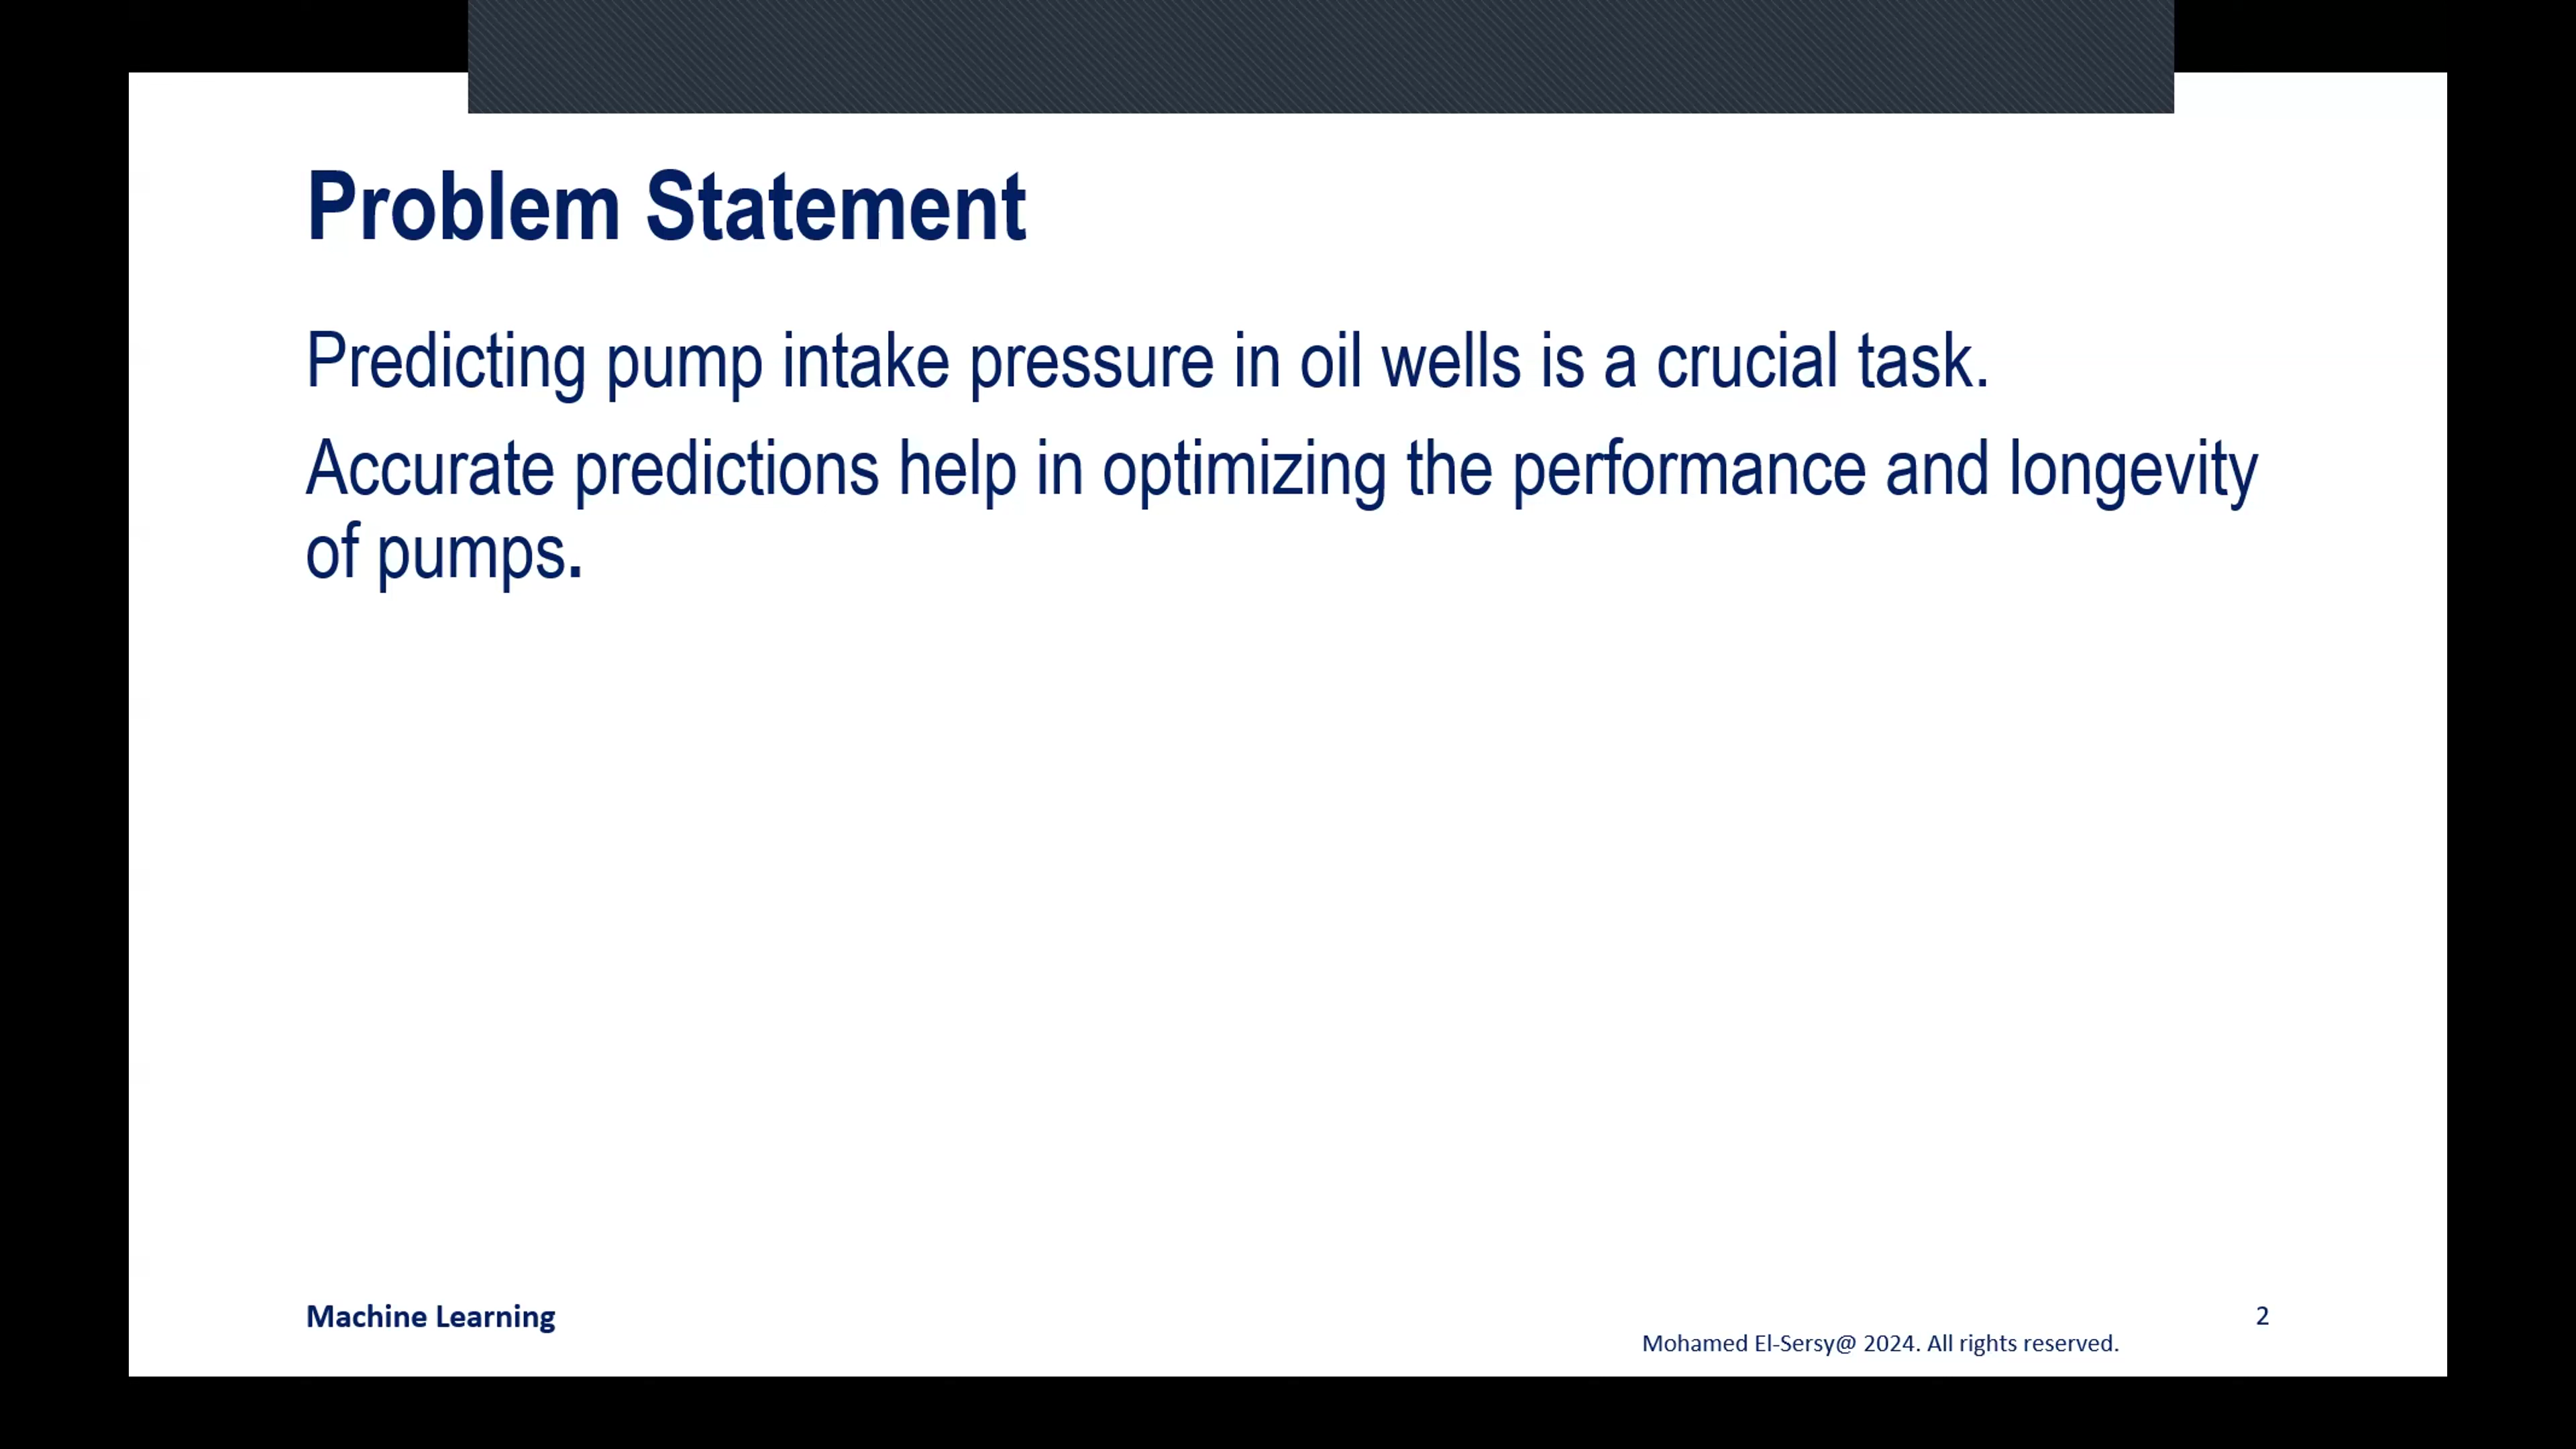 Problem Statement
Predicting pump intake pressure in oil wells is a crucial task.
Accurate predictions help in optimizing the performance and longevity
of pumps.
Machine Learning
2
Mohamed El-Sersy@ 2024. All rights reserved.